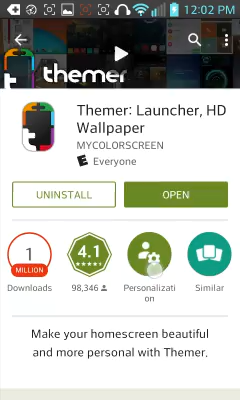 12:02 PM
themer
Themer: Launcher, HD
Wallpaper
MYCOLORSCREEN
E Everyone
UNINSTALL
OPEN
1
MILLION
Downloads
4.1
98,346
Personalizati
on
Similar
Make your homescreen beautiful
and more personal with Themer.